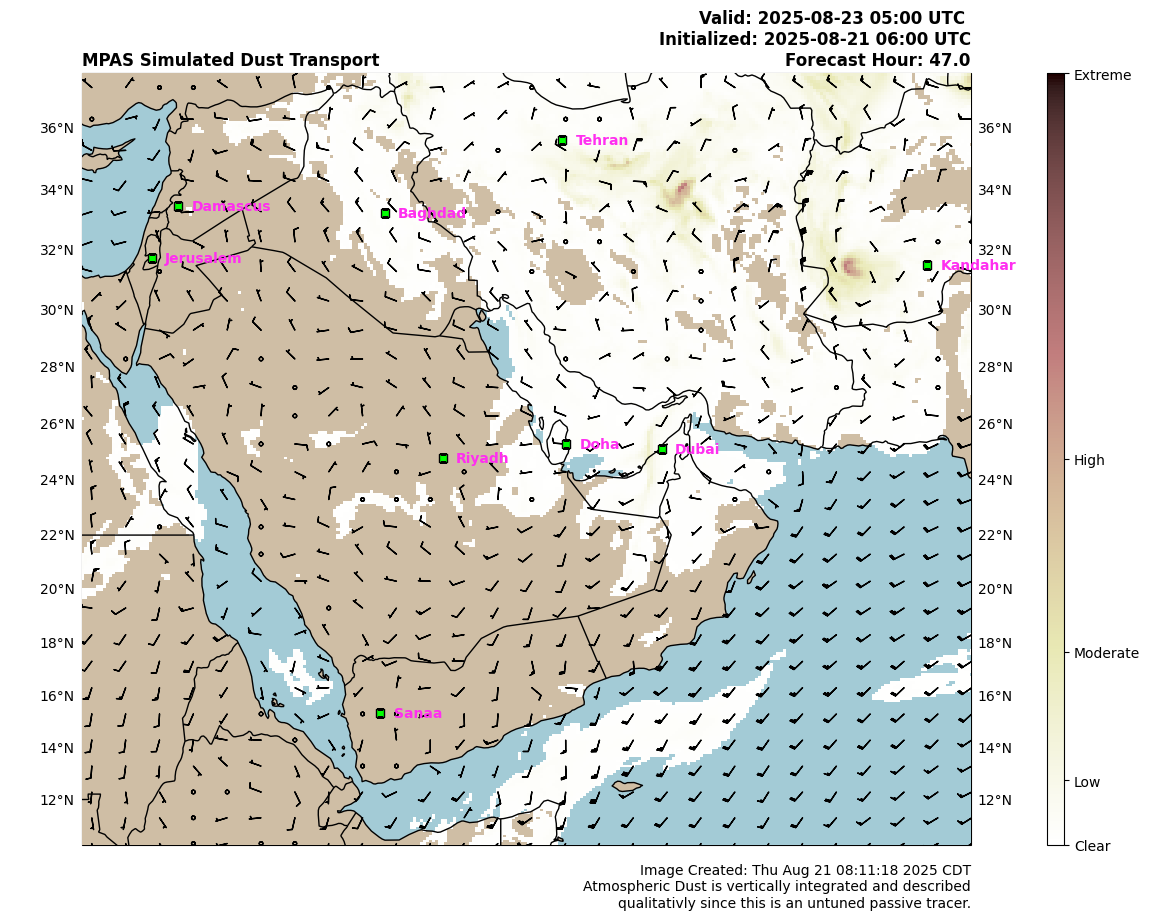 Valid: 2025-08-23 05:00 UTC
Initialized: 2025-08-21 06:00 UTC
MPAS Simulated Dust Transport
Forecast Hour: 47.0
Extreme
36°N
Tehran
36°N
34°N
34°N
Damascus
Baghdad
32°N
32°N
Jerusalem
Kandahar
30°N
30°N
28°N
28°N
26°N
26°N
Doha
Dubai
Riyadh
High
24°N
24°N
22°N
22°N
20°N
20°N
18°N
18°N
Moderate
16°N
16°N
Sanaa
14°N
14°N
Low
12°N
12°N
Clear
Image Created: Thu Aug 21 08:11:18 2025 CDT
Atmospheric Dust is vertically integrated and described
qualitativly since this is an untuned passive tracer.